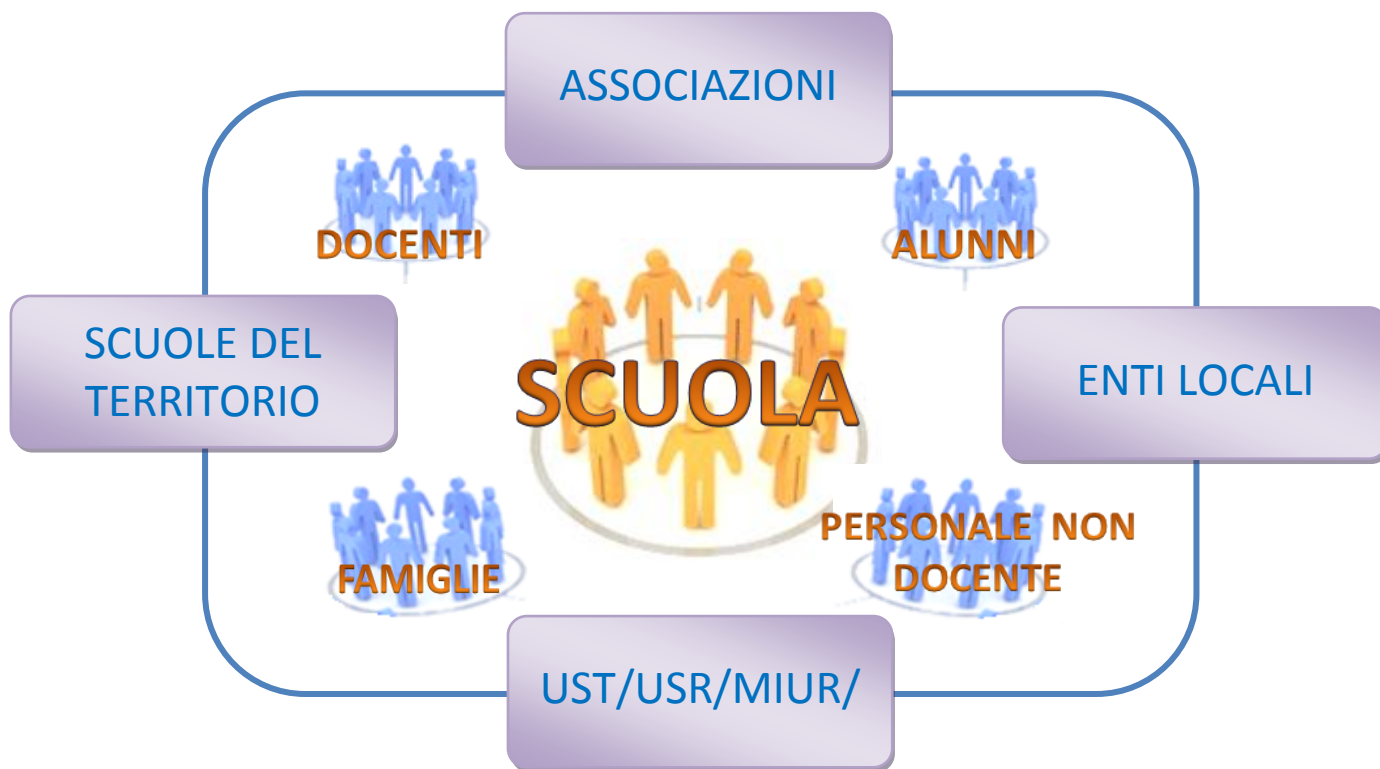 ASSOCIAZIONI
DOCENTI
ALUNNI
SCUOLE DEL
TERRITORIO
SCUOLA
ENTI LOCALI
FAMIGLIE
PERSONALE NON
DOCENTE
UST/USR/MIUR/